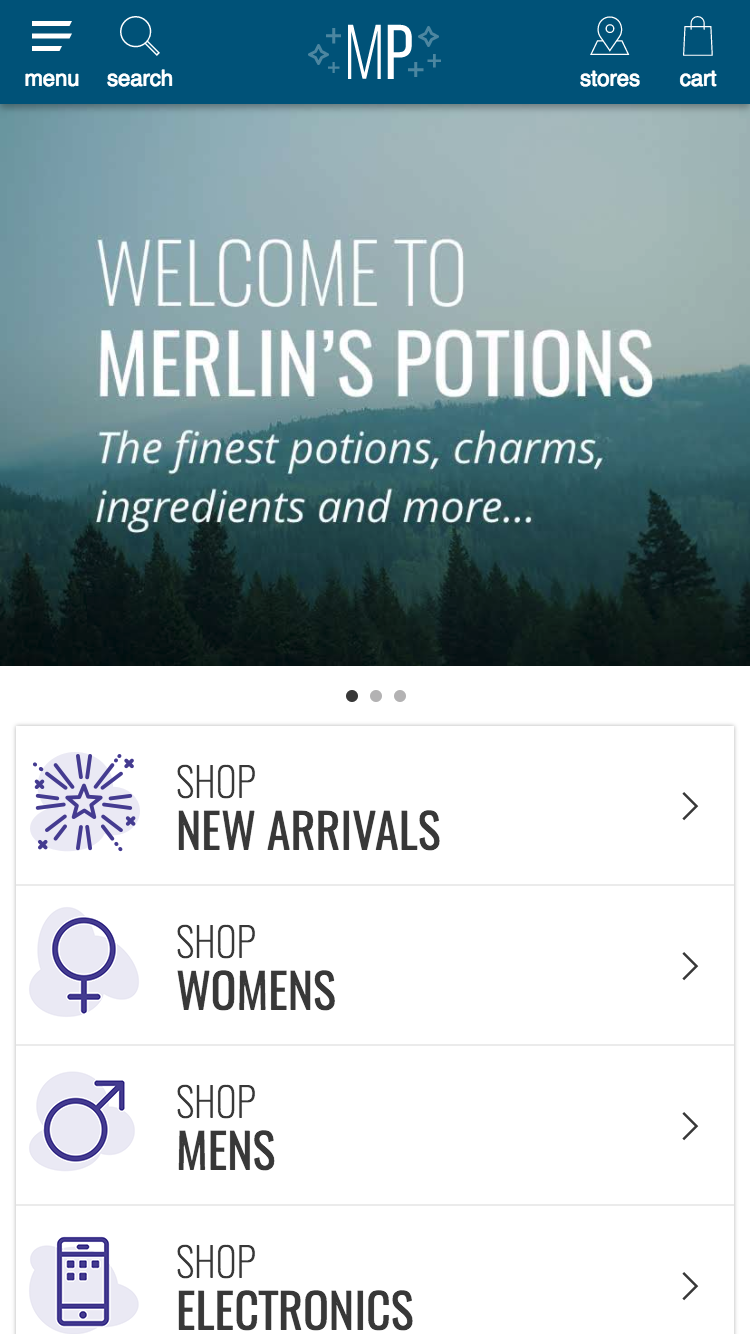 menu
search
MP
stores
cart
WELCOME TO
MERLIN'S POTIONS
The finest potions, charms,
ingredients and more...
SHOP
NEW ARRIVALS
SHOP
WOMENS
SHOP
MENS
SHOP
ELECTRONICS